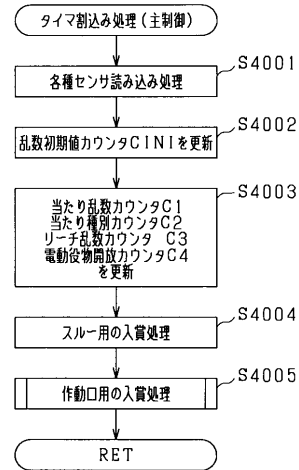 タイマ割込み処理(主制御)
S4001
各種センサ読み込み処理
S4002
乱数初期値カウンタCINIを更新
S4003
当たり乱数カウンタC1
当たり種別カウンタC2
リーチ乱数カウンタ C3
電動役物開放カウンタC4
を更新
S4004
スルー用の入賞処理
S4005
作動口用の入賞処理
RET